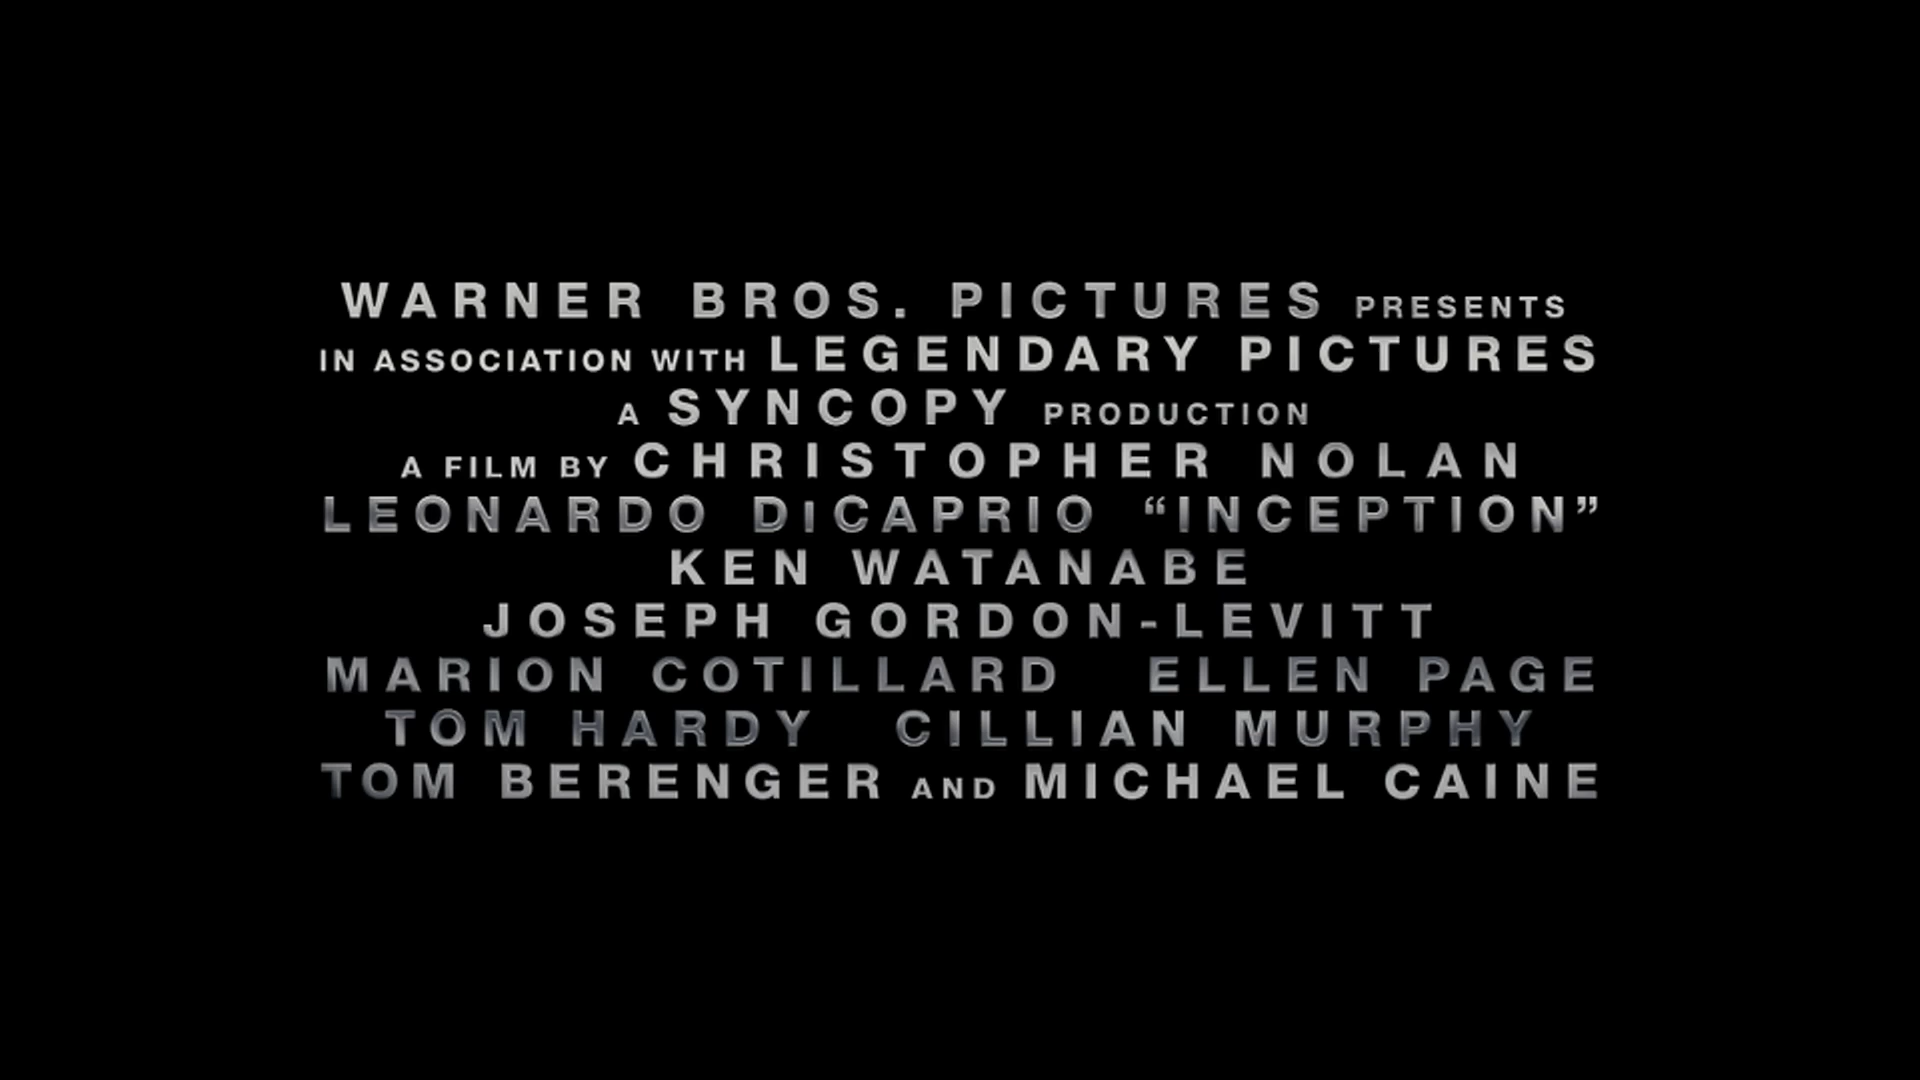 WARNER BROS. PICTURES PRESENTS
IN ASSOCIATION WITH LEGENDARY PICTURES
A SYNCOPY PRODUCTION
A FILM BY CHRISTOPHER NOLAN
LEONARDO DiCAPRIO “INCEPTION”
KEN WATANABE
JOSEPH GORDON-LEVITT
MARION COTILLARD ELLEN PAGE
TOM HARDY CILLIAN MURPHY
TOM BERENGER AND MICHAEL CAINE